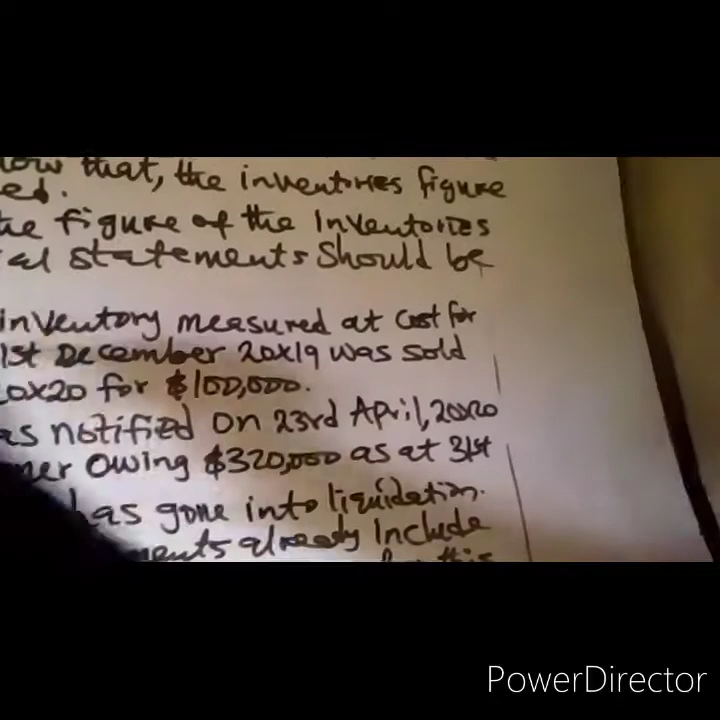 that, the inventories figure
ed.
he figure of the Inventories
al statements Should be
inventory measured at Cost for
1st December 20X19 was sold
0X20 for $100,000.
as notified on 23rd April, 20X20
mer owing $320,000 as at 31st
has gone into liquidation.
ments already Include
this
PowerDirector